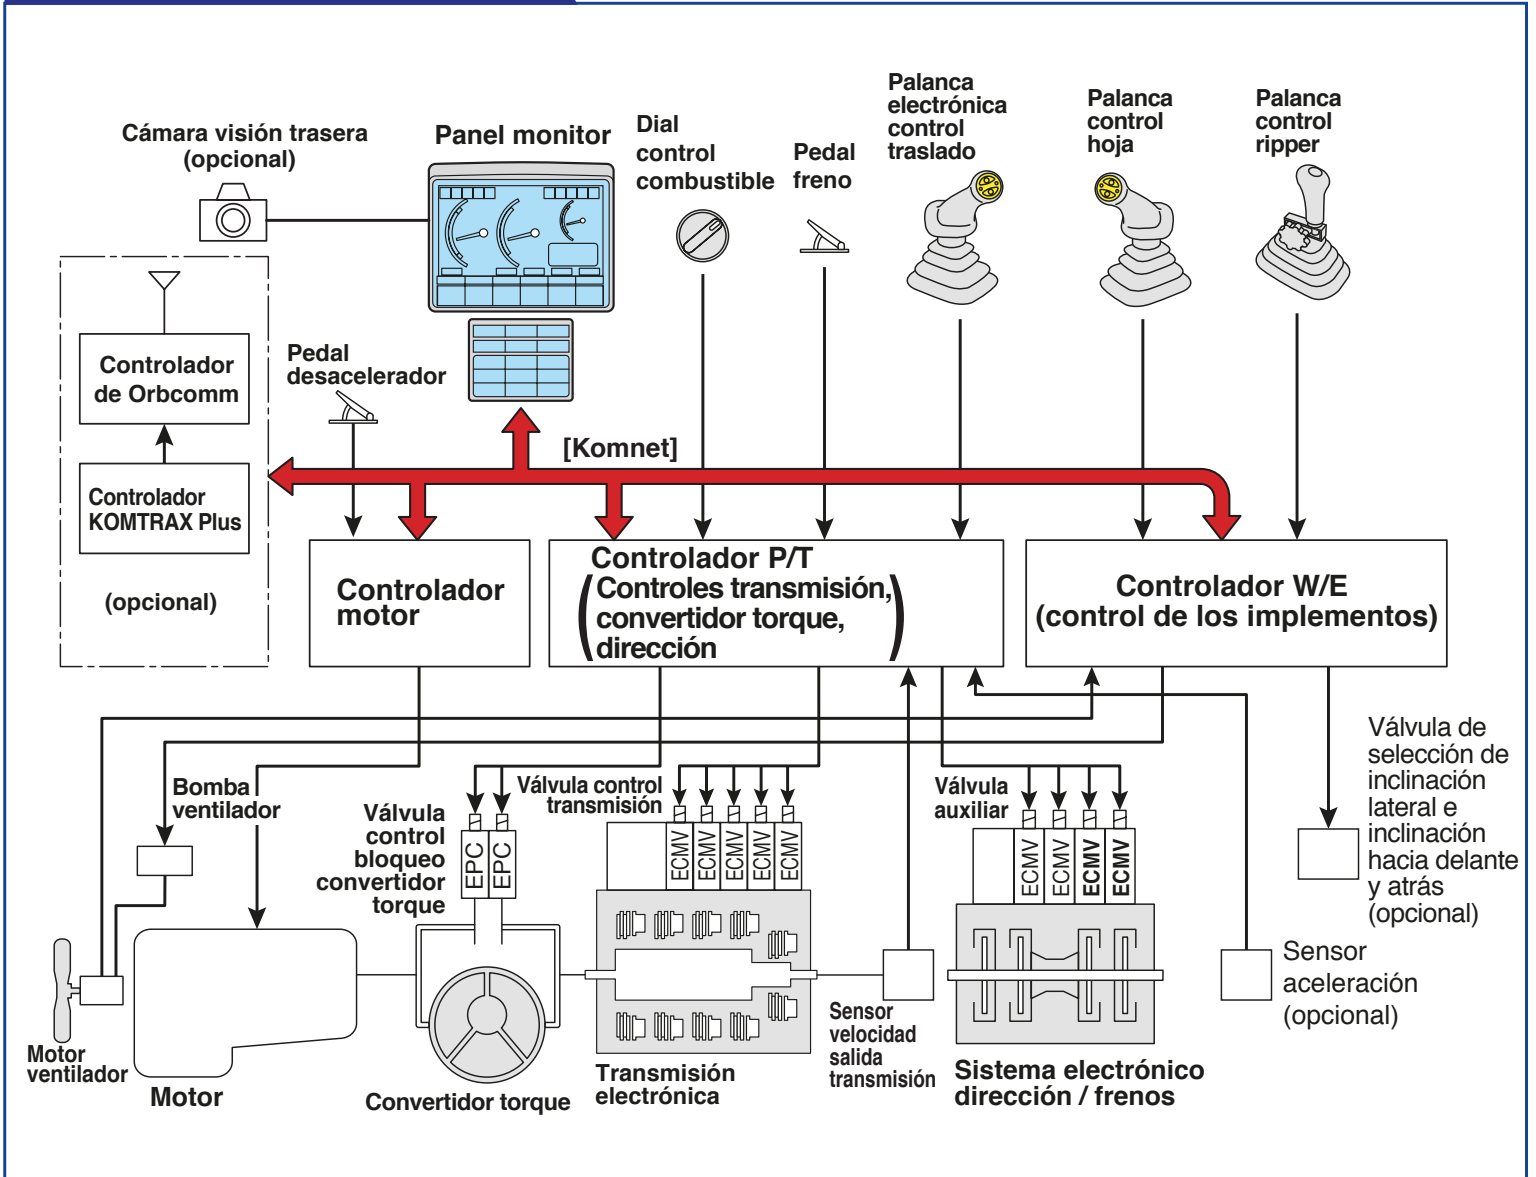 Cámara visión trasera
(opcional)
Panel monitor
Dial
control
combustible
Pedal
freno
Palanca
electrónica
control
traslado
Palanca
control
hoja
Palanca
control
ripper
Controlador
de Orbcomm
Controlador
KOMTRAX Plus
(opcional)
Pedal
desacelerador
[Komnet]
Controlador
motor
Controlador P/T
(Controles transmisión,
convertidor torque,
dirección)
Controlador W/E
(control de los implementos)
Bomba
ventilador
Válvula
control
bloqueo
convertidor
torque
EPC
EPC
Válvula control
transmisión
ECMV
ECMV
ECMV
ECMV
ECMV
Válvula
auxiliar
ECMV
ECMV
ECMV
ECMV
Válvula de
selección de
inclinación
lateral e
inclinación
hacia delante
y atrás
(opcional)
Sensor
aceleración
(opcional)
Motor
ventilador
Motor
Convertidor torque
Transmisión
electrónica
Sensor
velocidad
salida
transmisión
Sistema electrónico
dirección / frenos